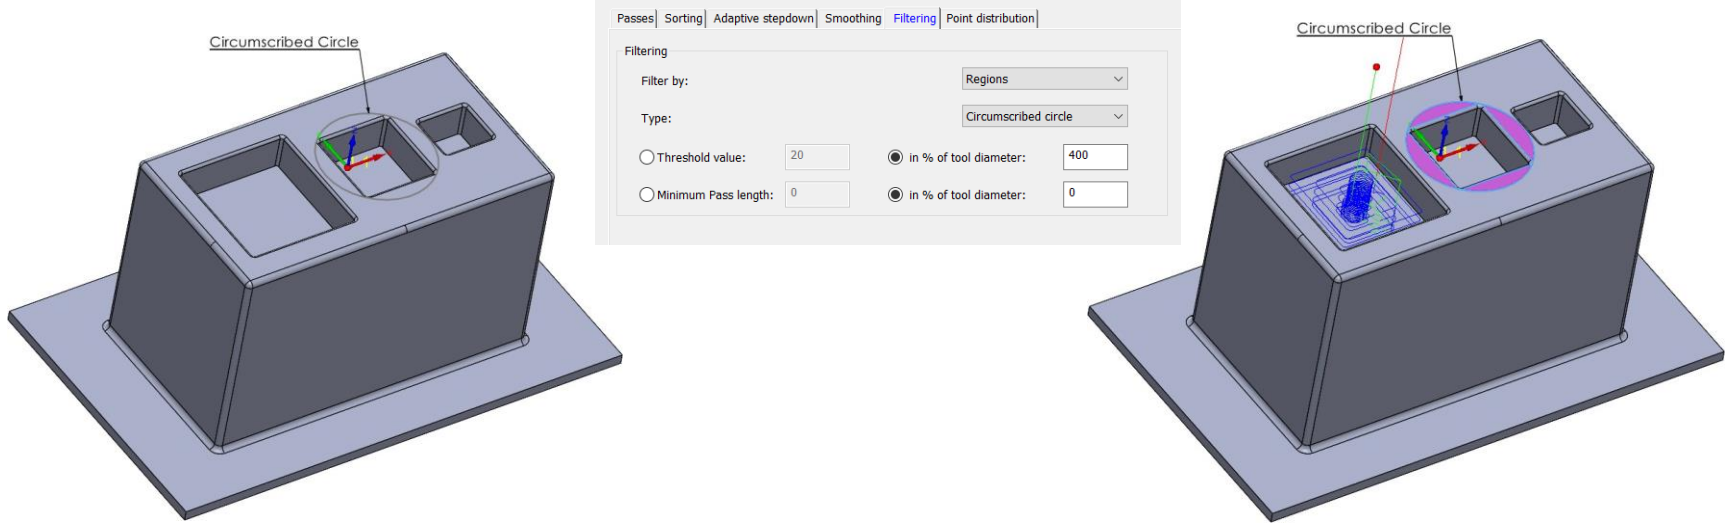 Circumscribed Circle
Passes Sorting Adaptive stepdown Smoothing Filtering Point distribution
Filtering
Filter by: Regions
Type: Circumscribed circle
Threshold value: 20 in % of tool diameter: 400
Minimum Pass length: 0 in % of tool diameter: 0
Circumscribed Circle